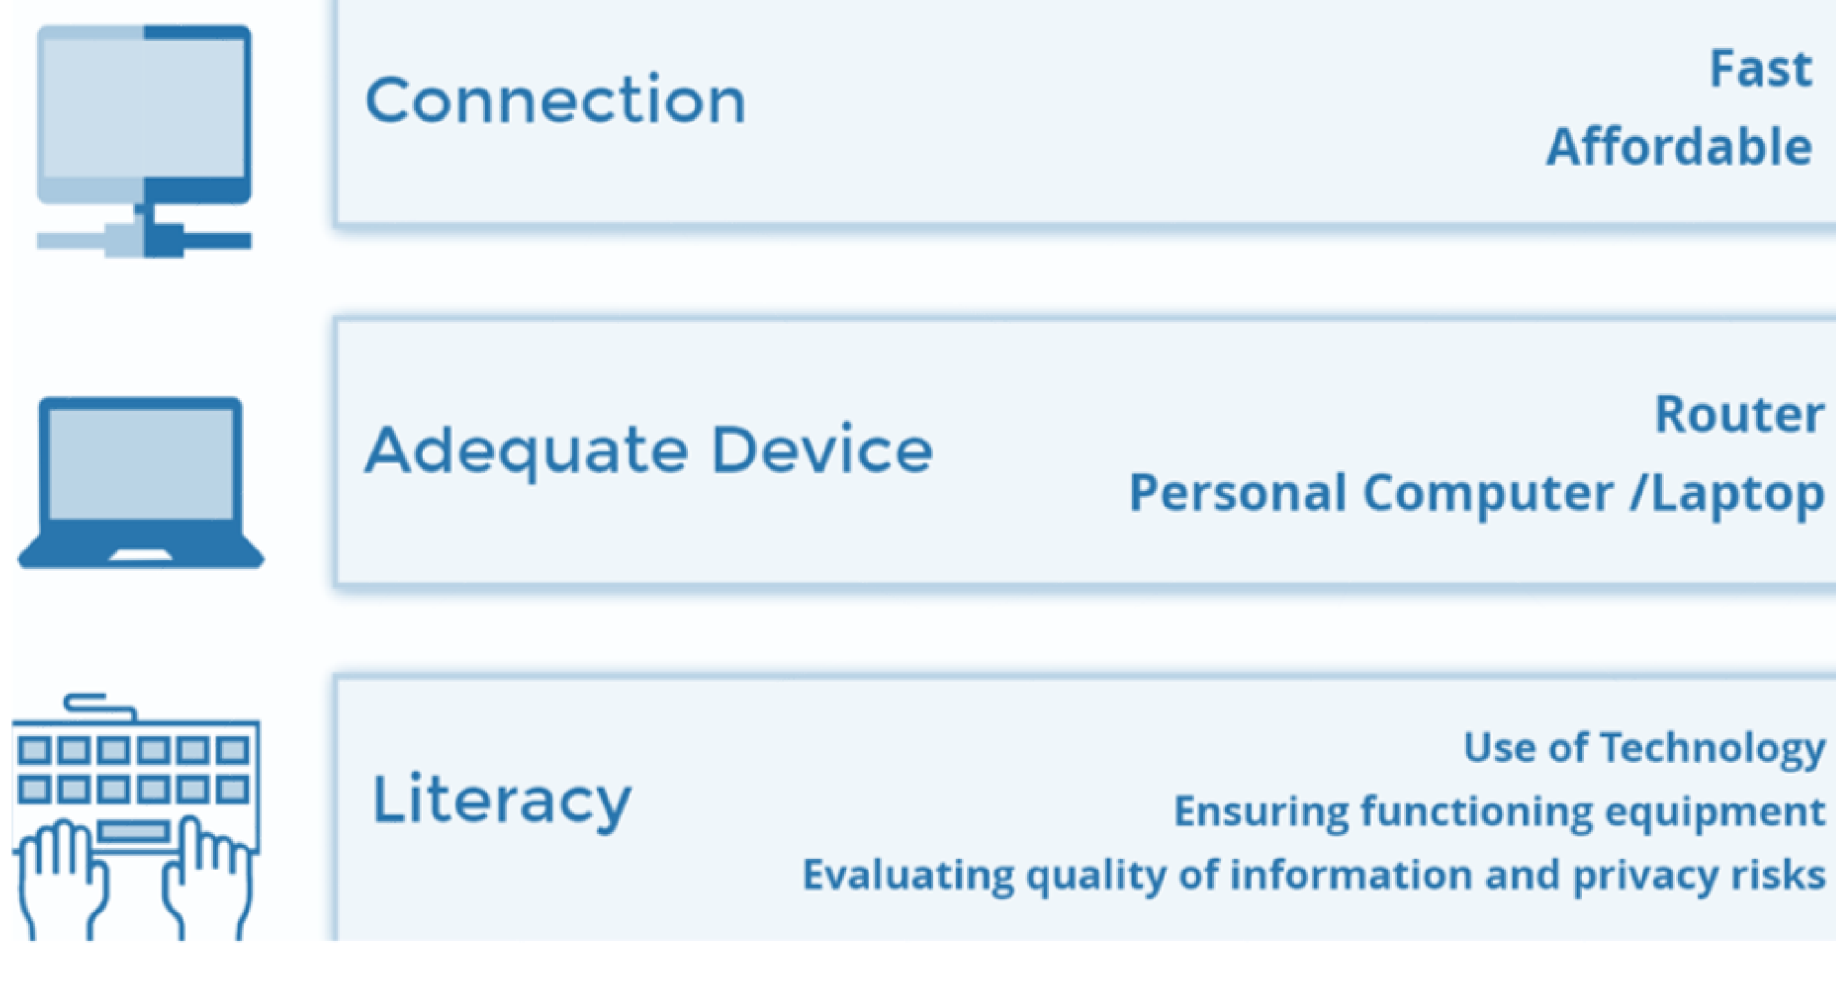 Connection
Fast
Affordable
Adequate Device
Router
Personal Computer /Laptop
Literacy
Use of Technology
Ensuring functioning equipment
Evaluating quality of information and privacy risks